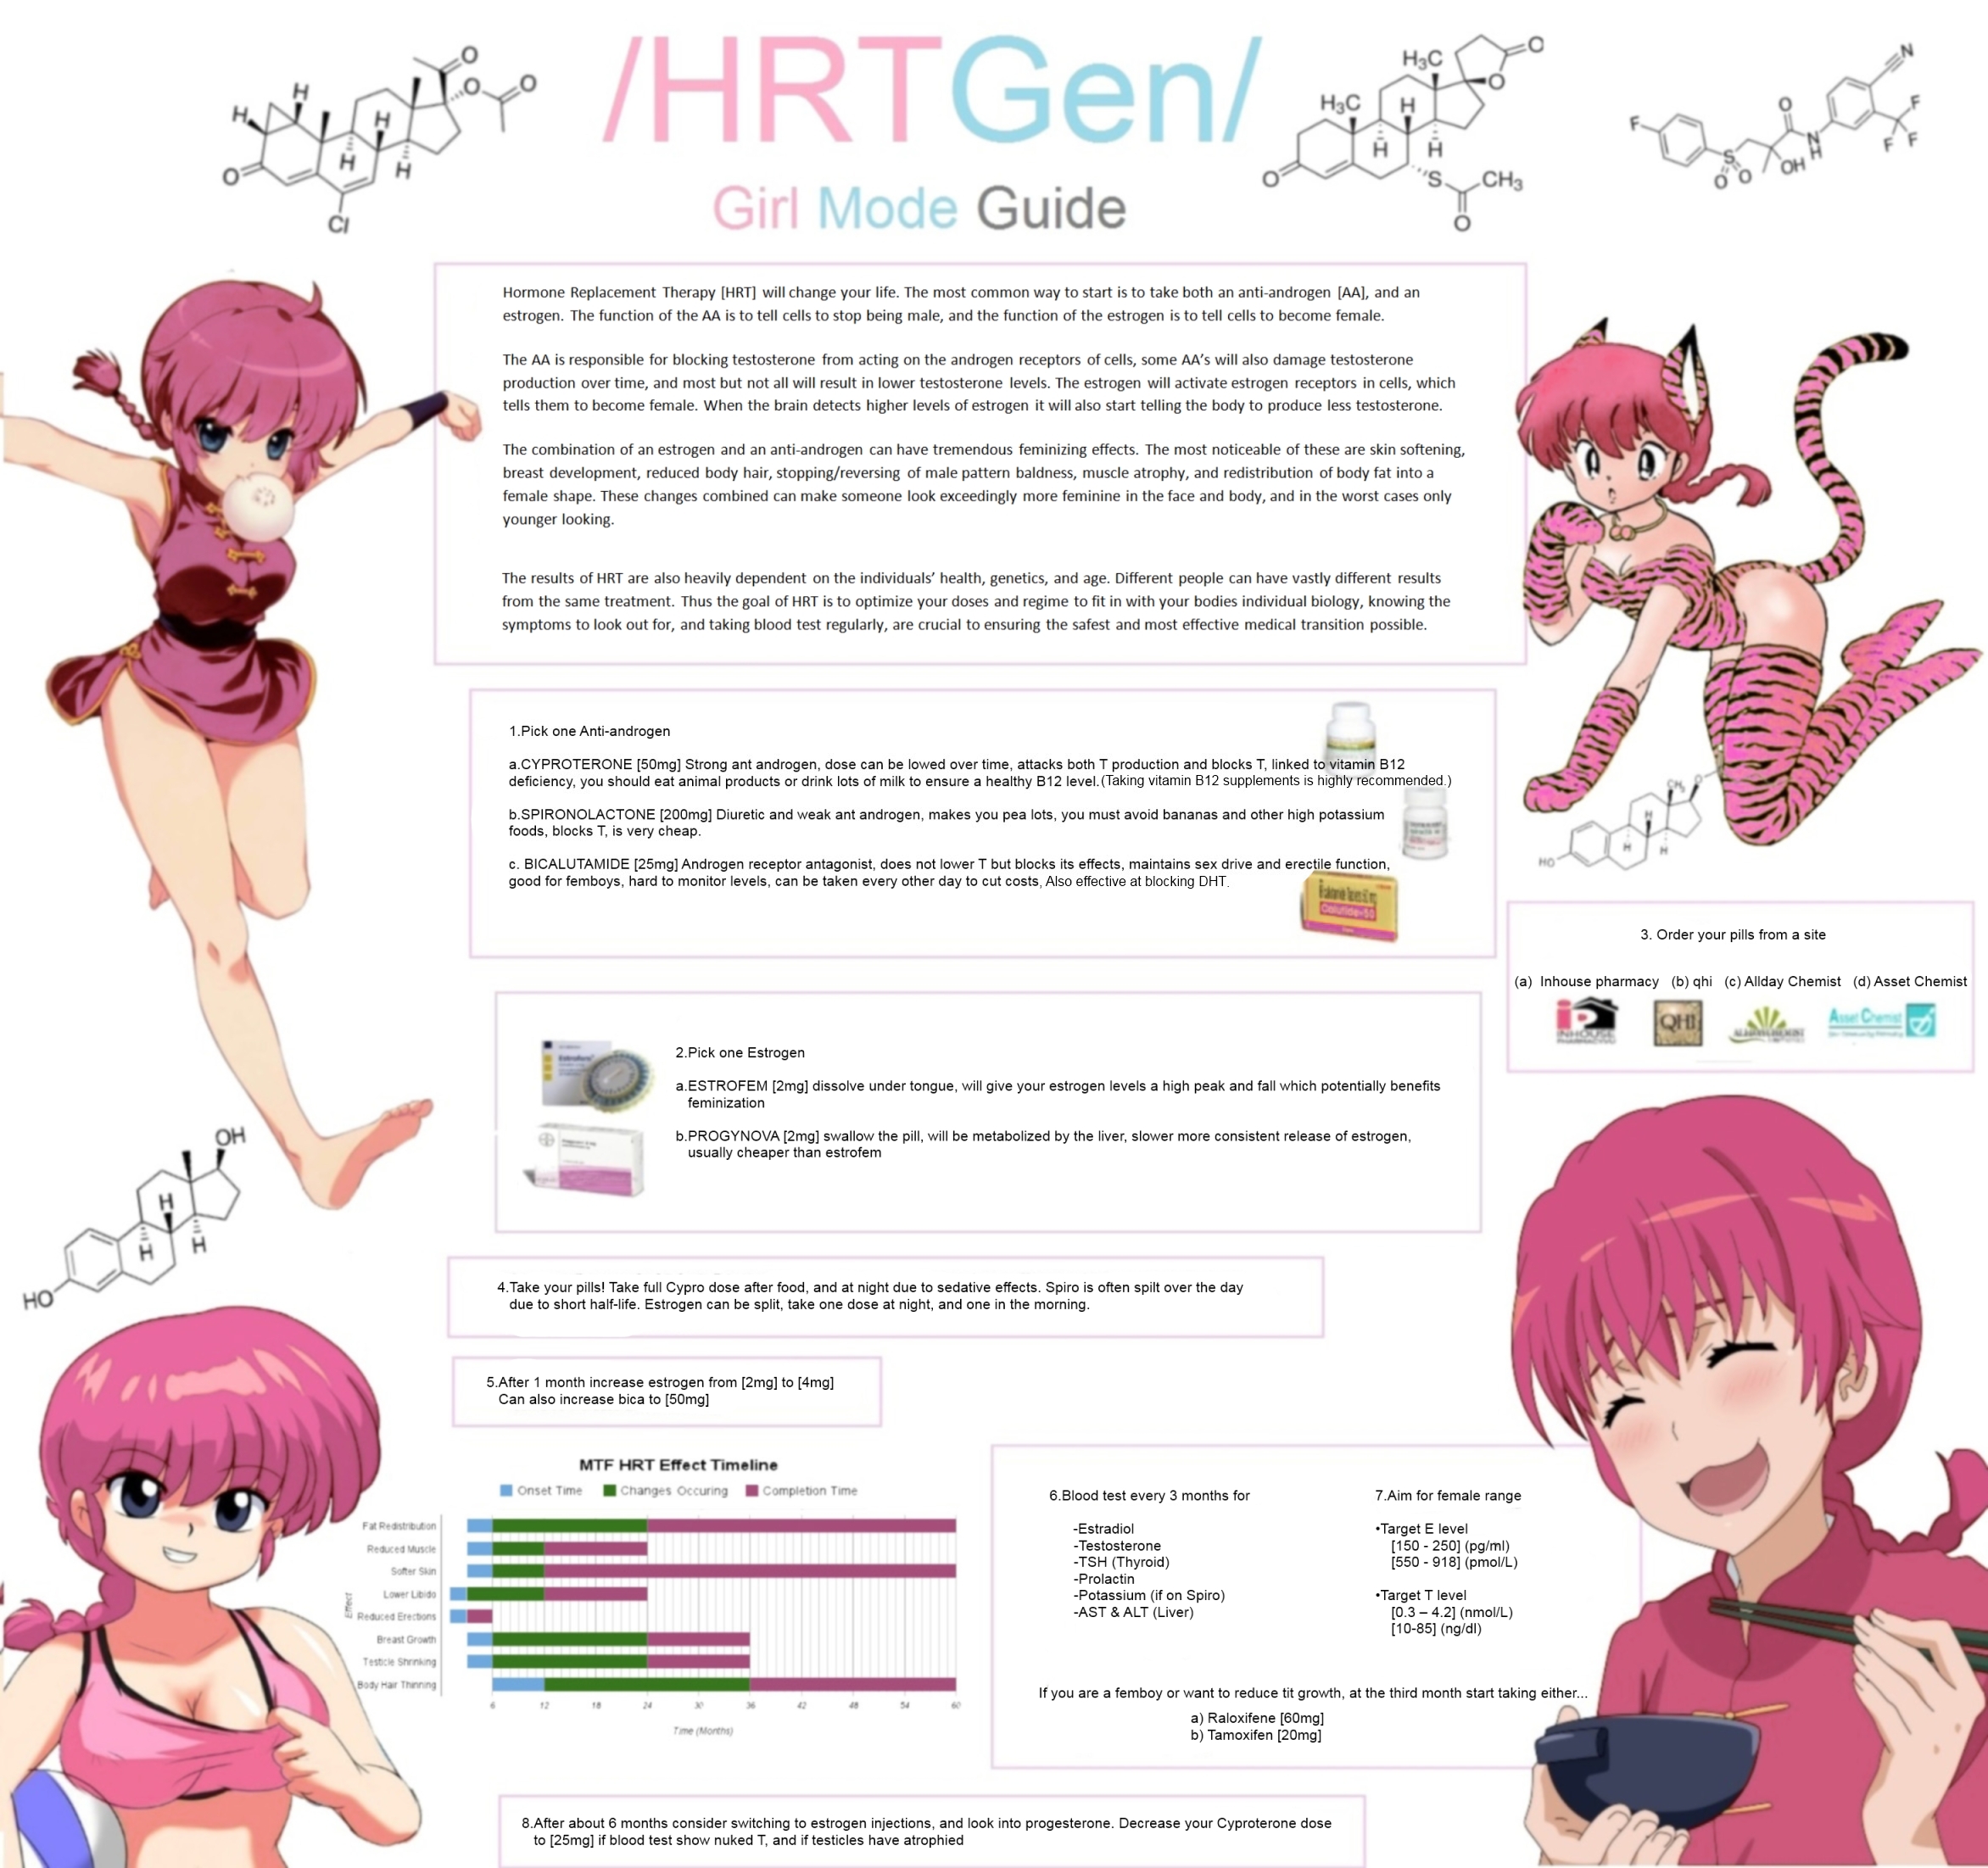 /HRTGen/
Girl Mode Guide
Hormone Replacement Therapy [HRT] will change your life. The most common way to start is to take both an anti-androgen [AA], and an
estrogen. The function of the AA is to tell cells to stop being male, and the function of the estrogen is to tell cells to become female.
The AA is responsible for blocking testosterone from acting on the androgen receptors of cells, some AA's will also damage testosterone
production over time, and most but not all will result in lower testosterone levels. The estrogen will activate estrogen receptors in cells, which
tells them to become female. When the brain detects higher levels of estrogen it will also start telling the body to produce less testosterone.
The combination of an estrogen and an anti-androgen can have tremendous feminizing effects. The most noticeable of these are skin softening,
breast development, reduced body hair, stopping/reversing of male pattern baldness, muscle atrophy, and redistribution of body fat into a
female shape. These changes combined can make someone look exceedingly more feminine in the face and body, and in the worst cases only
younger looking.
The results of HRT are also heavily dependent on the individuals' health, genetics, and age. Different people can have vastly different results
from the same treatment. Thus the goal of HRT is to optimize your doses and regime to fit in with your bodies individual biology, knowing the
symptoms to look out for, and taking blood test regularly, are crucial to ensuring the safest and most effective medical transition possible.
1.Pick one Anti-androgen
a.CYPROTERONE [50mg] Strong ant androgen, dose can be lowed over time, attacks both T production and blocks T, linked to vitamin B12
deficiency, you should eat animal products or drink lots of milk to ensure a healthy B12 level.(Taking vitamin B12 supplements is highly recommended.)
b.SPIRONOLACTONE [200mg] Diuretic and weak ant androgen, makes you pea lots, you must avoid bananas and other high potassium
foods, blocks T, is very cheap.
c. BICALUTAMIDE [25mg] Androgen receptor antagonist, does not lower T but blocks its effects, maintains sex drive and erectile function,
good for femboys, hard to monitor levels, can be taken every other day to cut costs, Also effective at blocking DHT.
2.Pick one Estrogen
a.ESTROFEM [2mg] dissolve under tongue, will give your estrogen levels a high peak and fall which potentially benefits
feminization
b.PROGYNOVA [2mg] swallow the pill, will be metabolized by the liver, slower more consistent release of estrogen,
usually cheaper than estrofem
3. Order your pills from a site
(a) Inhouse pharmacy (b) qhi (c) Allday Chemist (d) Asset Chemist
iP INHOUSE
QHI
Asset Chemist
4.Take your pills! Take full Cypro dose after food, and at night due to sedative effects. Spiro is often spilt over the day
due to short half-life. Estrogen can be split, take one dose at night, and one in the morning.
5.After 1 month increase estrogen from [2mg] to [4mg]
Can also increase bica to [50mg]
MTF HRT Effect Timeline
Onset Time Changes Occuring Completion Time
Effect
Fat Redistribution
Reduced Muscle
Softer Skin
Lower Libido
Reduced Erections
Breast Growth
Testicle Shrinking
Body Hair Thinning
6 12 18 24 30 36 42 48 54 60
Time (Months)
6.Blood test every 3 months for
-Estradiol
-Testosterone
-TSH (Thyroid)
-Prolactin
-Potassium (if on Spiro)
-AST & ALT (Liver)
7.Aim for female range
•Target E level
[150 - 250] (pg/ml)
[550 - 918] (pmol/L)
•Target T level
[0.3 – 4.2] (nmol/L)
[10-85] (ng/dl)
If you are a femboy or want to reduce tit growth, at the third month start taking either...
a) Raloxifene [60mg]
b) Tamoxifen [20mg]
8.After about 6 months consider switching to estrogen injections, and look into progesterone. Decrease your Cyproterone dose
to [25mg] if blood test show nuked T, and if testicles have atrophied
H H O O O H H H O Cl
H₃C H₃C O O H H H O S CH₃ O
F O S O O OH N H N F F F
CH₃ O H H H HO
OH H H H HO